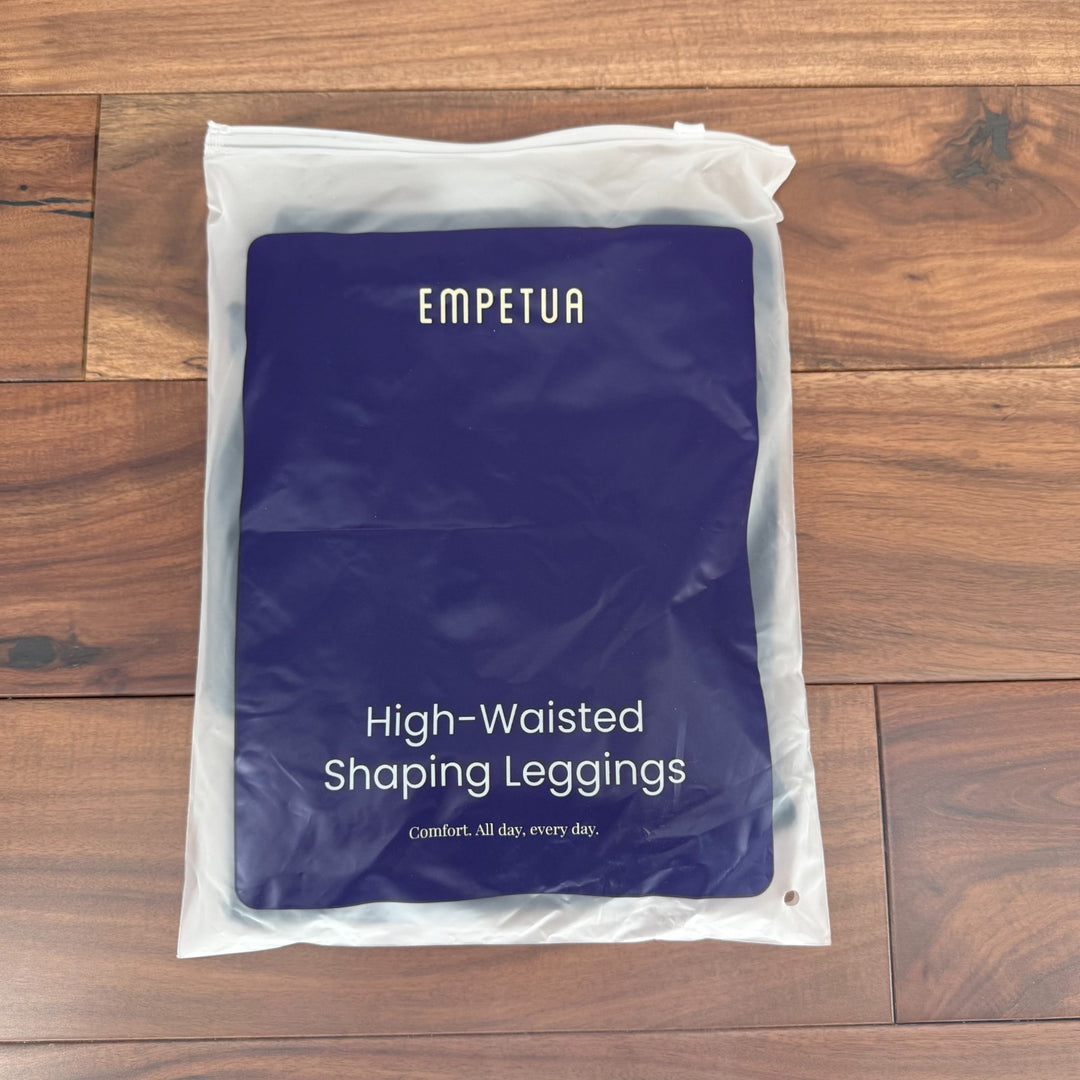 EMPETUA
High-Waisted
Shaping Leggings
Comfort. All day, every day.